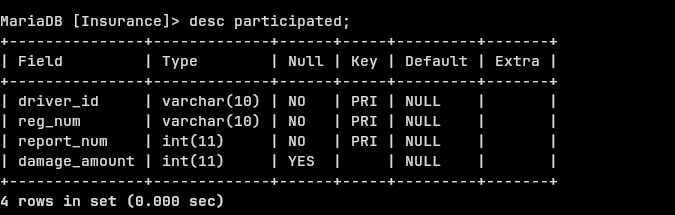 MariaDB [Insurance]> desc participated;
+---------------+-------------+------+-----+---------+-------+
| Field         | Type        | Null | Key | Default | Extra |
+---------------+-------------+------+-----+---------+-------+
| driver_id     | varchar(10) | NO   | PRI | NULL    |       |
| reg_num       | varchar(10) | NO   | PRI | NULL    |       |
| report_num    | int(11)     | NO   | PRI | NULL    |       |
| damage_amount | int(11)     | YES  |     | NULL    |       |
+---------------+-------------+------+-----+---------+-------+
4 rows in set (0.000 sec)